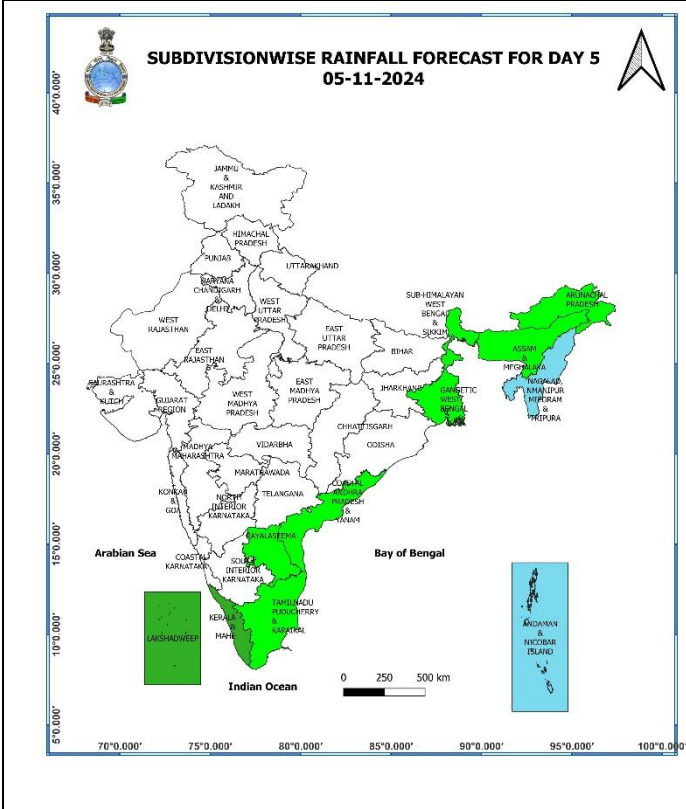 SUBDIVISIONWISE RAINFALL FORECAST FOR DAY 5
05-11-2024
40°0.000'
35°0.000'
30°0.000'
25°0.000'
20°0.000'
15°0.000'
10°0.000'
5°0.000'
JAMMU
&
KASHMIR
AND
LADAKH
HIMACHAL
PRADESH
PUNJAB
UTTARAKHAND
HARYANA
CHANDIGARH
&
DELHI
WEST
UTTAR
PRADESH
WEST
RAJASTHAN
EAST
RAJASTHAN
EAST
UTTAR
PRADESH
SUB-HIMALAYAN
WEST
BENGAL
&
SIKKIM
ARUNACHAL
PRADESH
ASSAM
&
MEGHALAYA
NAGALAD,
NMANIPUR
MIZORAM
&
TRIPURA
BIHAR
JHARKHAND
GANGETIC
WEST
BENGAL
SAURASHTRA
&
KUTCH
GUJARAT
REGION
WEST
MADHYA
PRADESH
EAST
MADHYA
PRADESH
CHHATTISGARH
ODISHA
MADHYA
MAHARASHTRA
VIDARBHA
MARATHWADA
TELANGANA
COASTAL
ANDHRA
PRADESH
&
YANAM
KONKAN
&
GOA
NORTH
INTERIOR
KARNATAKA
RAYALASEEMA
Arabian Sea
Bay of Bengal
COASTAL
KARNATAKA
SOUTH
INTERIOR
KARNATAKA
TAMILNADU
PUDUCHERRY
&
KARAIKAL
KERALA
&
MAHE
LAKSHADWEEP
ANDAMAN
&
NICOBAR
ISLAND
Indian Ocean
0 250 500 km
70°0.000' 75°0.000' 80°0.000' 85°0.000' 90°0.000' 95°0.000' 100°0.000'